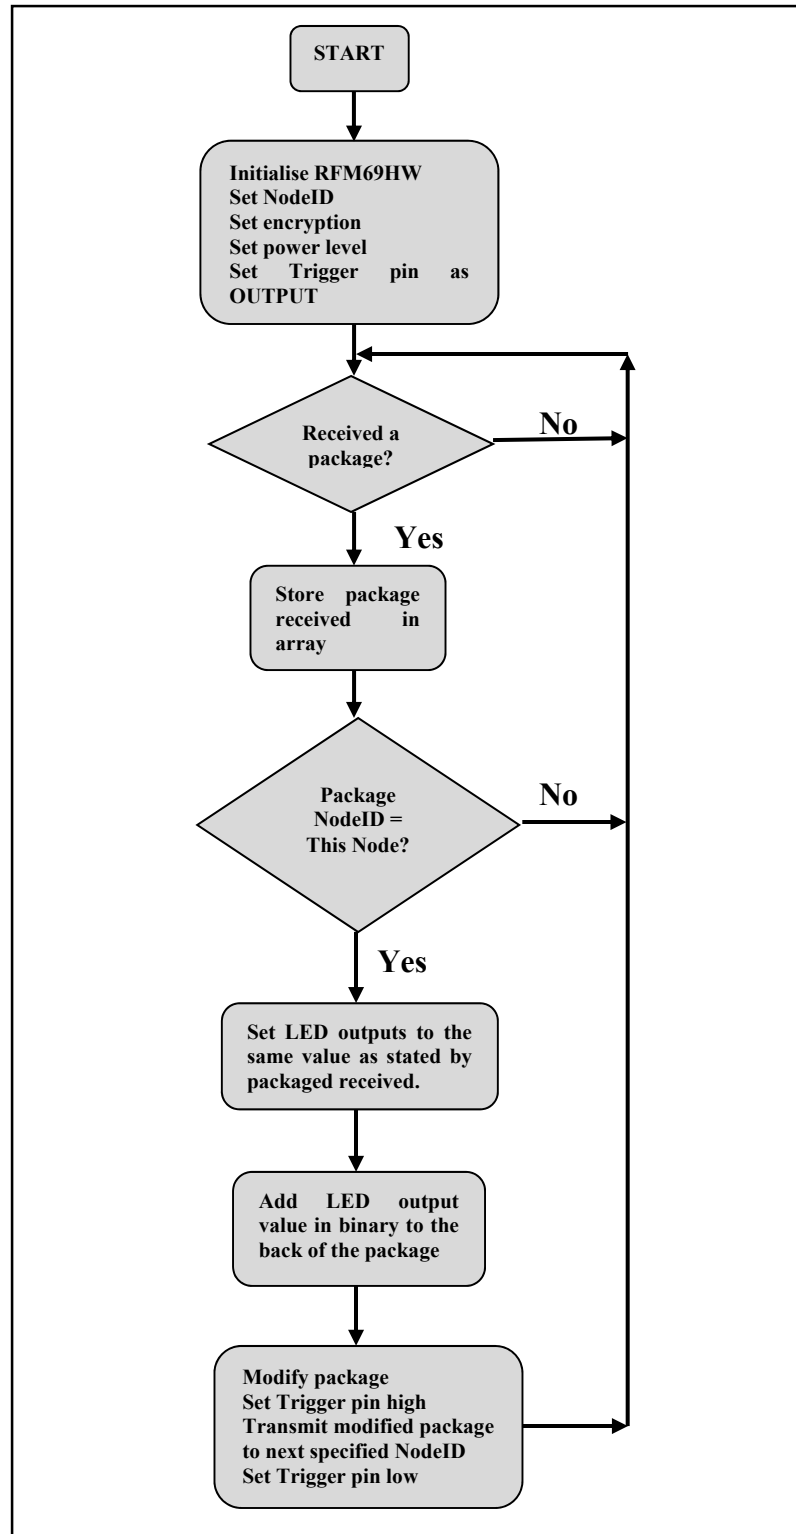 START
Initialise RFM69HW
Set NodeID
Set encryption
Set power level
Set Trigger pin as
OUTPUT
Received a
package?
No
Yes
Store package
received in
array
Package
NodeID =
This Node?
No
Yes
Set LED outputs to the
same value as stated by
packaged received.
Add LED output
value in binary to the
back of the package
Modify package
Set Trigger pin high
Transmit modified package
to next specified NodeID
Set Trigger pin low